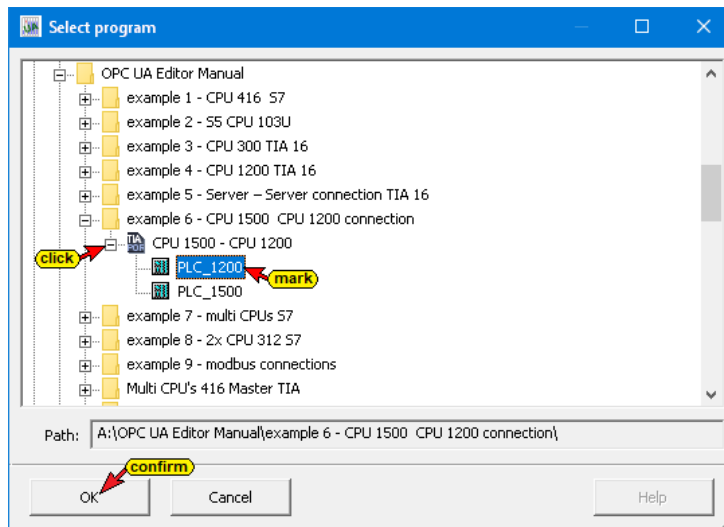 Select program
OPC UA Editor Manual
example 1 - CPU 416  S7
example 2 - S5 CPU 103U
example 3 - CPU 300 TIA 16
example 4 - CPU 1200 TIA 16
example 5 - Server – Server connection TIA 16
example 6 - CPU 1500  CPU 1200 connection
click TIA POR CPU 1500 - CPU 1200
PLC_1200 mark
PLC_1500
example 7 - multi CPUs S7
example 8 - 2x CPU 312 S7
example 9 - modbus connections
Multi CPU's 416 Master TIA
Path: A:\OPC UA Editor Manual\example 6 - CPU 1500  CPU 1200 connection\
confirm
OK Cancel Help